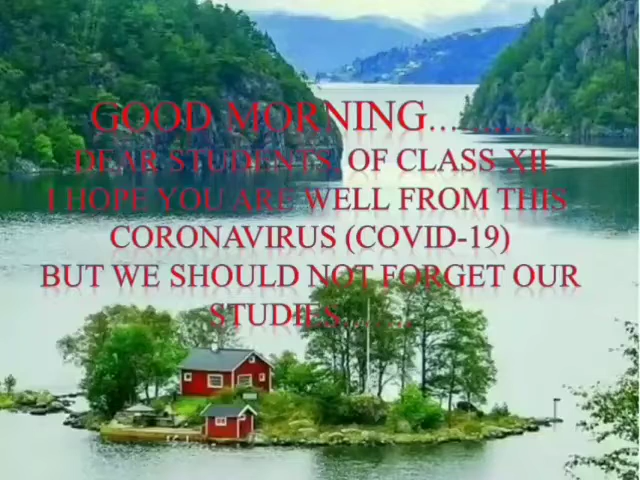 GOOD MORNING...........
DEAR STUDENTS, OF CLASS XII
I HOPE YOU ARE WELL FROM THIS
CORONAVIRUS (COVID-19)
BUT WE SHOULD NOT FORGET OUR
STUDIES........